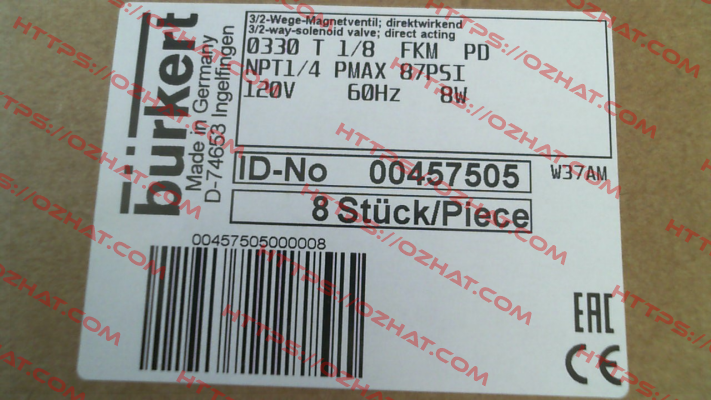 3/2-Wege-Magnetventil; direktwirkend
3/2-way-solenoid valve; direct acting
0330 T 1/8 FKM PD
NPT1/4 PMAX 87PSI
120V 60Hz 8W
bürkert
Made in Germany
D-74653 Ingelfingen
ID-No 00457505
W37AM
8 Stück/Piece
00457505000008
EAC
CE
HTTPS://OZHAT.COM